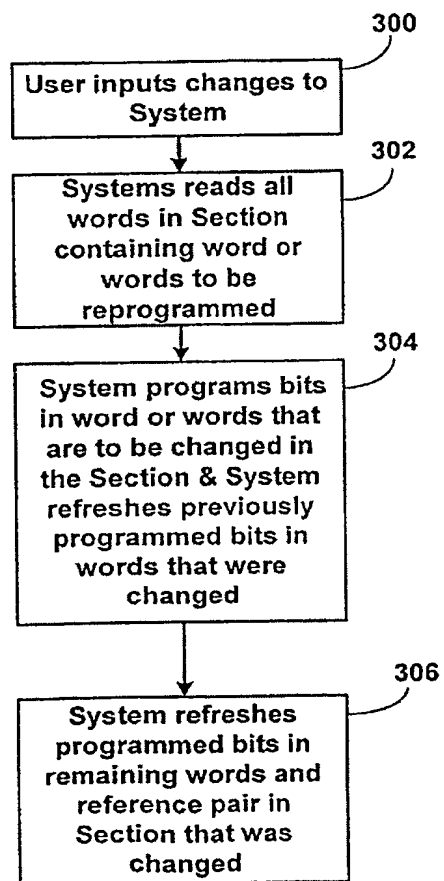 300
User inputs changes to
System
302
Systems reads all
words in Section
containing word or
words to be
reprogrammed
304
System programs bits
in word or words that
are to be changed in
the Section & System
refreshes previously
programmed bits in
words that were
changed
306
System refreshes
programmed bits in
remaining words and
reference pair in
Section that was
changed